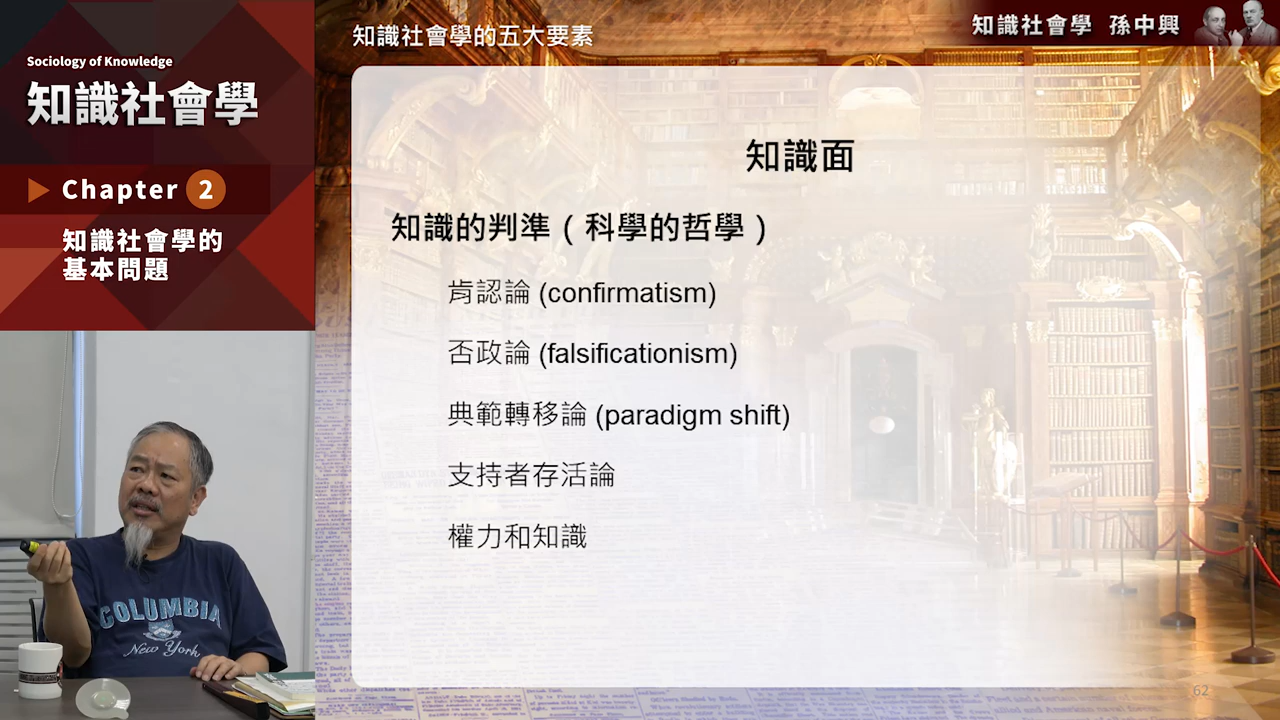 Sociology of Knowledge
知識社會學
Chapter 2
知識社會學的
基本問題
知識社會學的五大要素
知識社會學 孫中興
知識面
知識的判準（科學的哲學）
肯認論 (confirmatism)
否政論 (falsificationism)
典範轉移論 (paradigm shift)
支持者存活論
權力和知識
COLUMBIA
New York
62